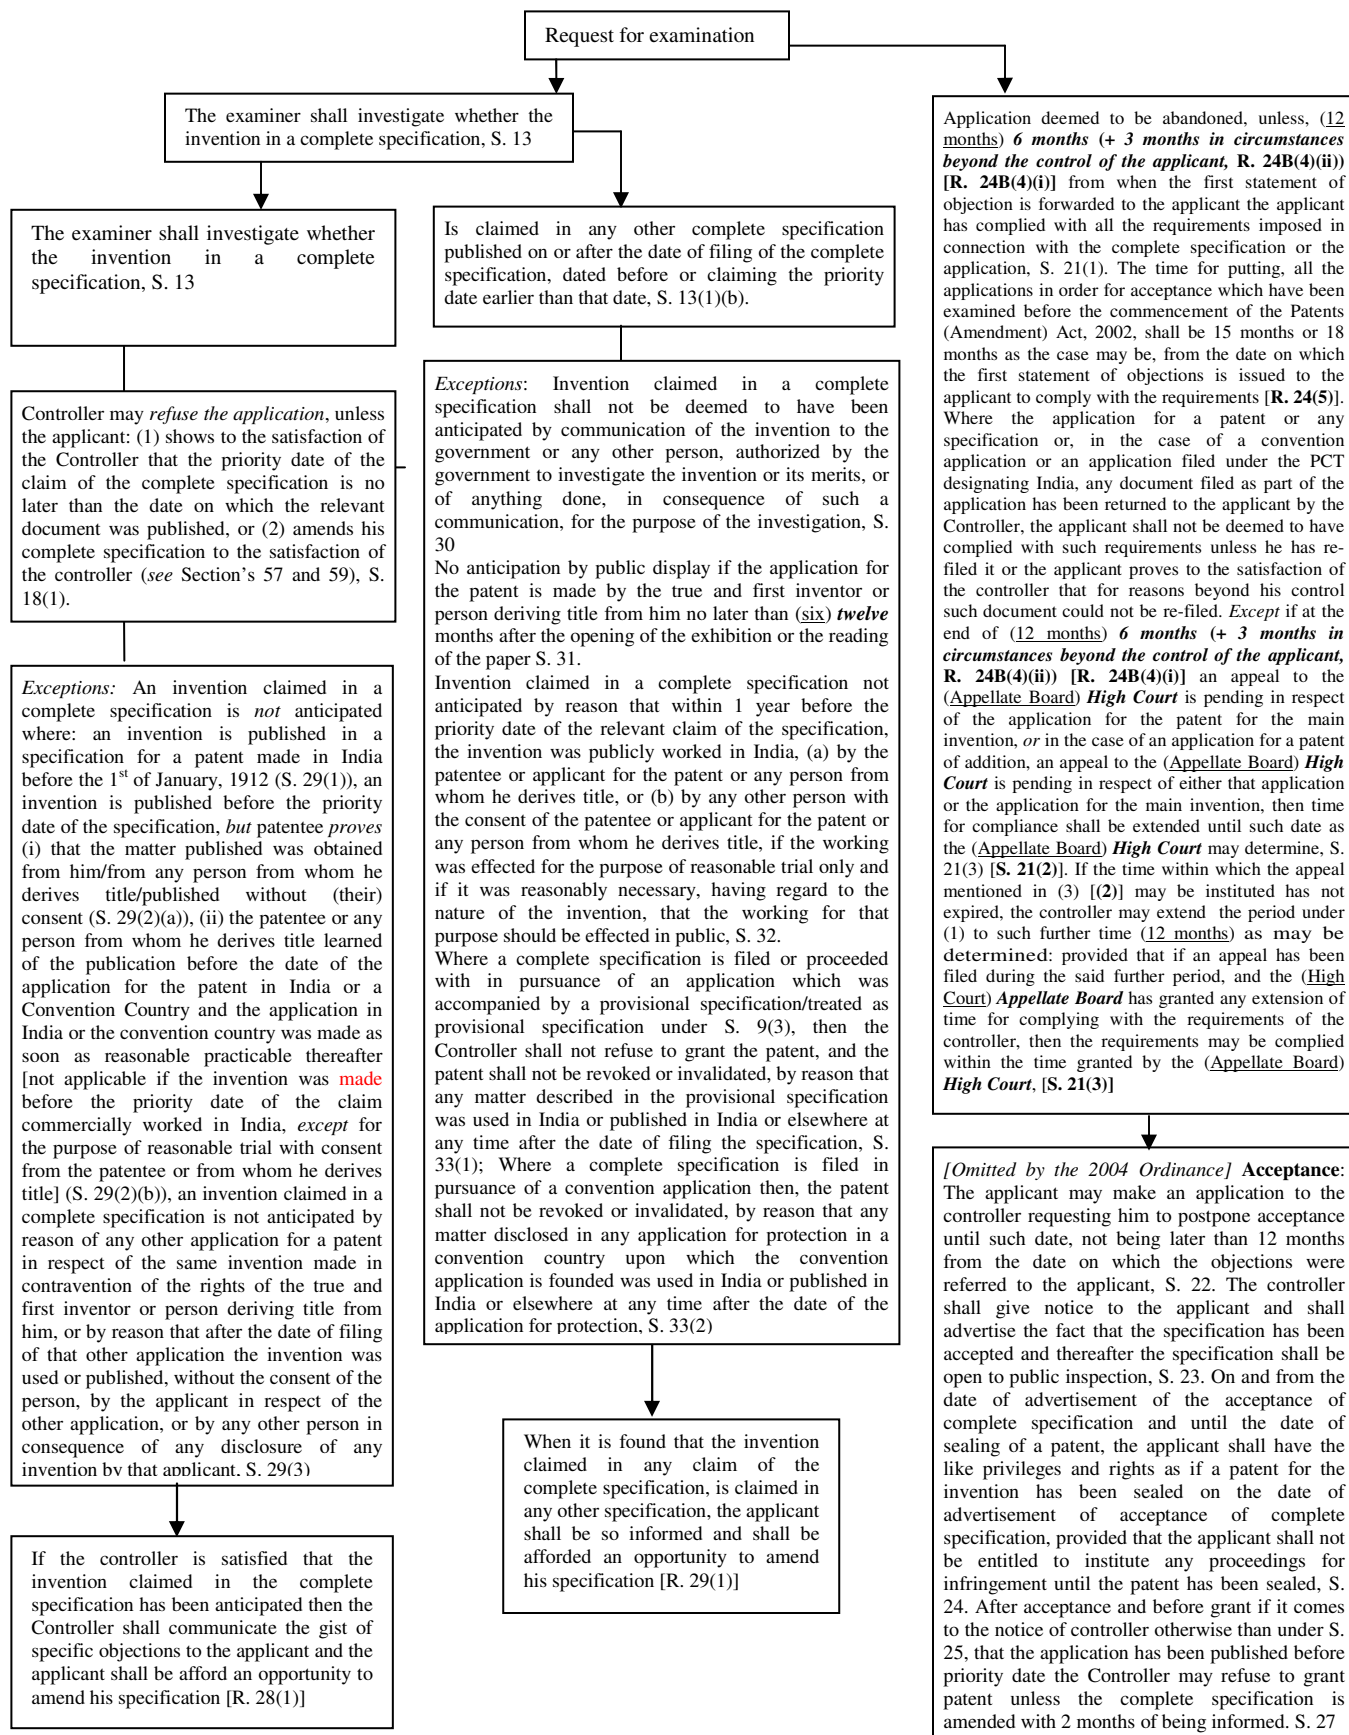 Request for examination
The examiner shall investigate whether the
invention in a complete specification, S. 13
The examiner shall investigate whether
the invention in a complete
specification, S. 13
Controller may refuse the application, unless
the applicant: (1) shows to the satisfaction of
the Controller that the priority date of the
claim of the complete specification is no
later than the date on which the relevant
document was published, or (2) amends his
complete specification to the satisfaction of
the controller (see Section's 57 and 59), S.
18(1).
Exceptions: An invention claimed in a
complete specification is not anticipated
where: an invention is published in a
specification for a patent made in India
before the 1st of January, 1912 (S. 29(1)), an
invention is published before the priority
date of the specification, but patentee proves
(i) that the matter published was obtained
from him/from any person from whom he
derives title/published without (their)
consent (S. 29(2)(a)), (ii) the patentee or any
person from whom he derives title learned
of the publication before the date of the
application for the patent in India or a
Convention Country and the application in
India or the convention country was made as
soon as reasonable practicable thereafter
[not applicable if the invention was made
before the priority date of the claim
commercially worked in India, except for
the purpose of reasonable trial with consent
from the patentee or from whom he derives
title] (S. 29(2)(b)), an invention claimed in a
complete specification is not anticipated by
reason of any other application for a patent
in respect of the same invention made in
contravention of the rights of the true and
first inventor or person deriving title from
him, or by reason that after the date of filing
of that other application the invention was
used or published, without the consent of the
person, by the applicant in respect of the
other application, or by any other person in
consequence of any disclosure of any
invention by that applicant, S. 29(3)
If the controller is satisfied that the
invention claimed in the complete
specification has been anticipated then the
Controller shall communicate the gist of
specific objections to the applicant and the
applicant shall be afford an opportunity to
amend his specification [R. 28(1)]
Is claimed in any other complete specification
published on or after the date of filing of the complete
specification, dated before or claiming the priority
date earlier than that date, S. 13(1)(b).
Exceptions: Invention claimed in a complete
specification shall not be deemed to have been
anticipated by communication of the invention to the
government or any other person, authorized by the
government to investigate the invention or its merits, or
of anything done, in consequence of such a
communication, for the purpose of the investigation, S.
30
No anticipation by public display if the application for
the patent is made by the true and first inventor or
person deriving title from him no later than (six) twelve
months after the opening of the exhibition or the reading
of the paper S. 31.
Invention claimed in a complete specification not
anticipated by reason that within 1 year before the
priority date of the relevant claim of the specification,
the invention was publicly worked in India, (a) by the
patentee or applicant for the patent or any person from
whom he derives title, or (b) by any other person with
the consent of the patentee or applicant for the patent or
any person from whom he derives title, if the working
was effected for the purpose of reasonable trial only and
if it was reasonably necessary, having regard to the
nature of the invention, that the working for that
purpose should be effected in public, S. 32.
Where a complete specification is filed or proceeded
with in pursuance of an application which was
accompanied by a provisional specification/treated as
provisional specification under S. 9(3), then the
Controller shall not refuse to grant the patent, and the
patent shall not be revoked or invalidated, by reason that
any matter described in the provisional specification
was used in India or published in India or elsewhere at
any time after the date of filing the specification, S.
33(1); Where a complete specification is filed in
pursuance of a convention application then, the patent
shall not be revoked or invalidated, by reason that any
matter disclosed in any application for protection in a
convention country upon which the convention
application is founded was used in India or published in
India or elsewhere at any time after the date of the
application for protection, S. 33(2)
When it is found that the invention
claimed in any claim of the
complete specification, is claimed in
any other specification, the applicant
shall be so informed and shall be
afforded an opportunity to amend
his specification [R. 29(1)]
Application deemed to be abandoned, unless, (12
months) 6 months (+ 3 months in circumstances
beyond the control of the applicant, R. 24B(4)(ii))
[R. 24B(4)(i)] from when the first statement of
objection is forwarded to the applicant the applicant
has complied with all the requirements imposed in
connection with the complete specification or the
application, S. 21(1). The time for putting, all the
applications in order for acceptance which have been
examined before the commencement of the Patents
(Amendment) Act, 2002, shall be 15 months or 18
months as the case may be, from the date on which
the first statement of objections is issued to the
applicant to comply with the requirements [R. 24(5)].
Where the application for a patent or any
specification or, in the case of a convention
application or an application filed under the PCT
designating India, any document filed as part of the
application has been returned to the applicant by the
Controller, the applicant shall not be deemed to have
complied with such requirements unless he has re-
filed it or the applicant proves to the satisfaction of
the controller that for reasons beyond his control
such document could not be re-filed. Except if at the
end of (12 months) 6 months (+ 3 months in
circumstances beyond the control of the applicant,
R. 24B(4)(ii)) [R. 24B(4)(i)] an appeal to the
(Appellate Board) High Court is pending in respect
of the application for the patent for the main
invention, or in the case of an application for a patent
of addition, an appeal to the (Appellate Board) High
Court is pending in respect of either that application
or the application for the main invention, then time
for compliance shall be extended until such date as
the (Appellate Board) High Court may determine, S.
21(3) [S. 21(2)]. If the time within which the appeal
mentioned in (3) [(2)] may be instituted has not
expired, the controller may extend the period under
(1) to such further time (12 months) as may be
determined: provided that if an appeal has been
filed during the said further period, and the (High
Court) Appellate Board has granted any extension of
time for complying with the requirements of the
controller, then the requirements may be complied
within the time granted by the (Appellate Board)
High Court, [S. 21(3)]
[Omitted by the 2004 Ordinance] Acceptance:
The applicant may make an application to the
controller requesting him to postpone acceptance
until such date, not being later than 12 months
from the date on which the objections were
referred to the applicant, S. 22. The controller
shall give notice to the applicant and shall
advertise the fact that the specification has been
accepted and thereafter the specification shall be
open to public inspection, S. 23. On and from the
date of advertisement of the acceptance of
complete specification and until the date of
sealing of a patent, the applicant shall have the
like privileges and rights as if a patent for the
invention has been sealed on the date of
advertisement of acceptance of complete
specification, provided that the applicant shall not
be entitled to institute any proceedings for
infringement until the patent has been sealed, S.
24. After acceptance and before grant if it comes
to the notice of controller otherwise than under S.
25, that the application has been published before
priority date the Controller may refuse to grant
patent unless the complete specification is
amended with 2 months of being informed. S. 27